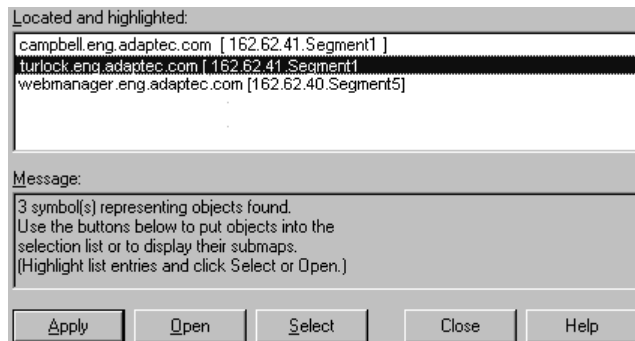 Located and highlighted:
campbell.eng.adaptec.com [ 162.62.41.Segment1 ]
turlock.eng.adaptec.com [ 162.62.41.Segment1
webmanager.eng.adaptec.com [162.62.40.Segment5]
Message:
3 symbol(s) representing objects found.
Use the buttons below to put objects into the
selection list or to display their submaps.
(Highlight list entries and click Select or Open.)
Apply Open Select Close Help